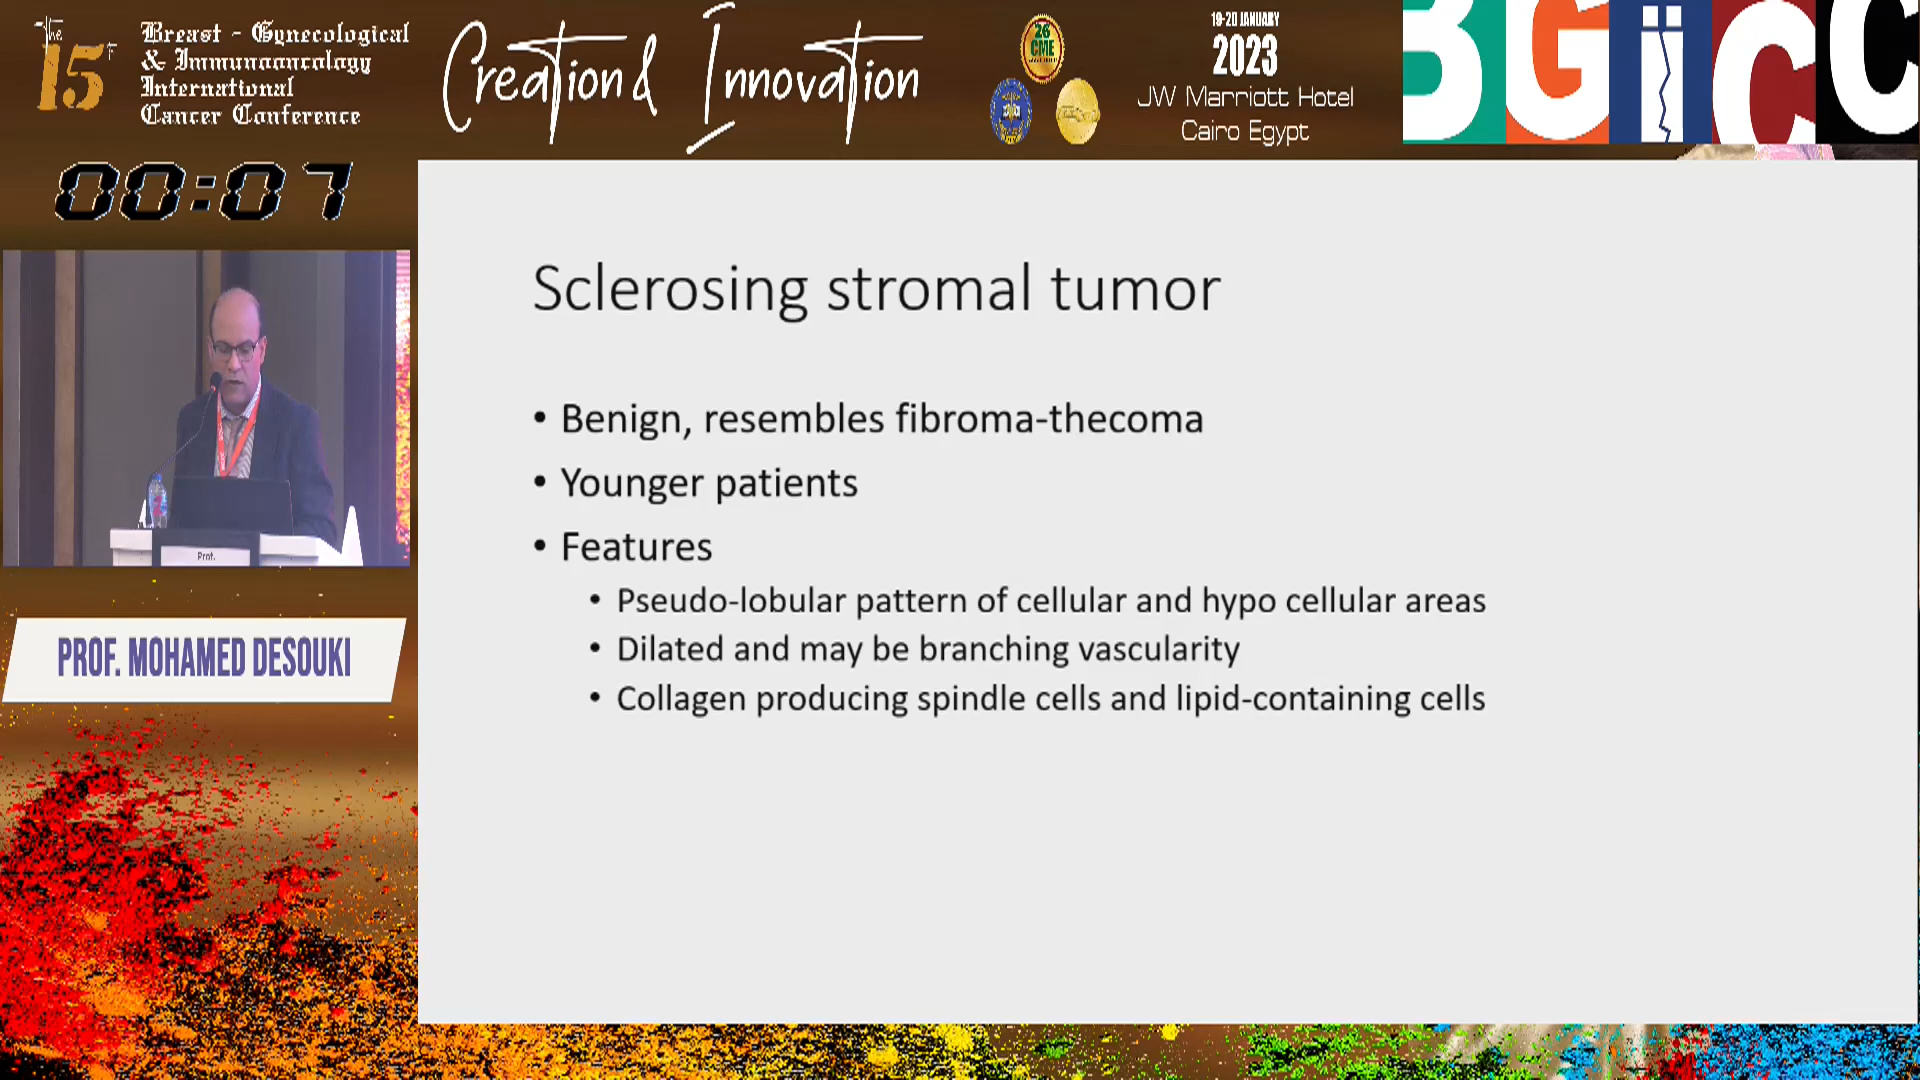 The
15th
Breast - Gynecological
& Immunooncology
International
Cancer Conference
Creation & Innovation
26
CME
19-20 JANUARY
2023
JW Marriott Hotel
Cairo Egypt
BGiCC
00:07
Prof.
PROF. MOHAMED DESOUKI
Sclerosing stromal tumor
• Benign, resembles fibroma-thecoma
• Younger patients
• Features
• Pseudo-lobular pattern of cellular and hypo cellular areas
• Dilated and may be branching vascularity
• Collagen producing spindle cells and lipid-containing cells